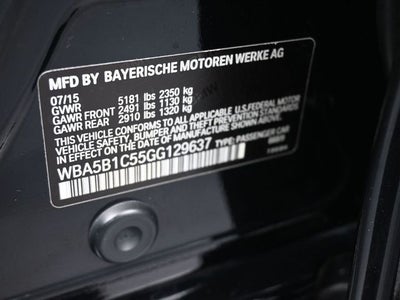 MFD BY BAYERISCHE MOTOREN WERKE AG
07/15
GVWR 5181 lbs 2350 kg
GAWR FRONT 2491 lbs 1130 kg
GAWR REAR 2910 lbs 1320 kg
THIS VEHICLE CONFORMS TO ALL APPLICABLE U.S. FEDERAL MOTOR
VEHICLE SAFETY, BUMPER AND THEFT PREVENTION STANDARDS
IN EFFECT ON THE DATE OF MANUFACTURE SHOWN ABOVE.
WBA5B1C55GG129637 TYPE: PASSENGER CAR